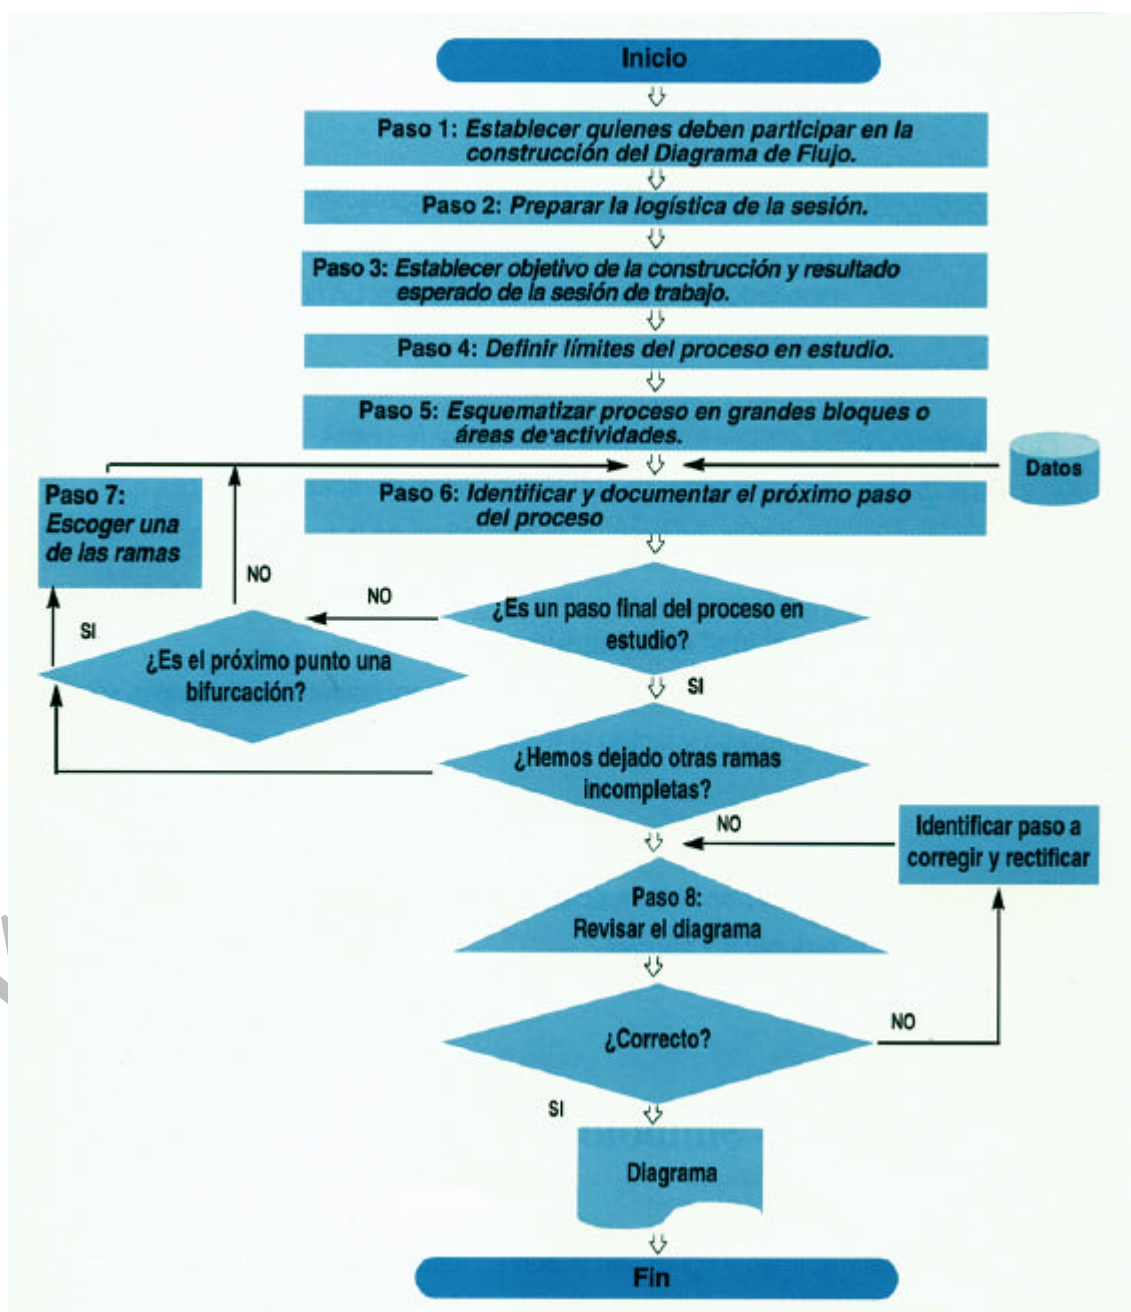 Inicio
Paso 1: Establecer quienes deben participar en la
construcción del Diagrama de Flujo.
Paso 2: Preparar la logística de la sesión.
Paso 3: Establecer objetivo de la construcción y resultado
esperado de la sesión de trabajo.
Paso 4: Definir límites del proceso en estudio.
Paso 5: Esquematizar proceso en grandes bloques o
áreas de actividades.
Datos
Paso 7:
Escoger una
de las ramas
Paso 6: Identificar y documentar el próximo paso
del proceso
NO
NO
¿Es un paso final del proceso en
estudio?
SI
¿Es el próximo punto una
bifurcación?
SI
¿Hemos dejado otras ramas
incompletas?
NO
Identificar paso a
corregir y rectificar
Paso 8:
Revisar el diagrama
¿Correcto?
NO
SI
Diagrama
Fin